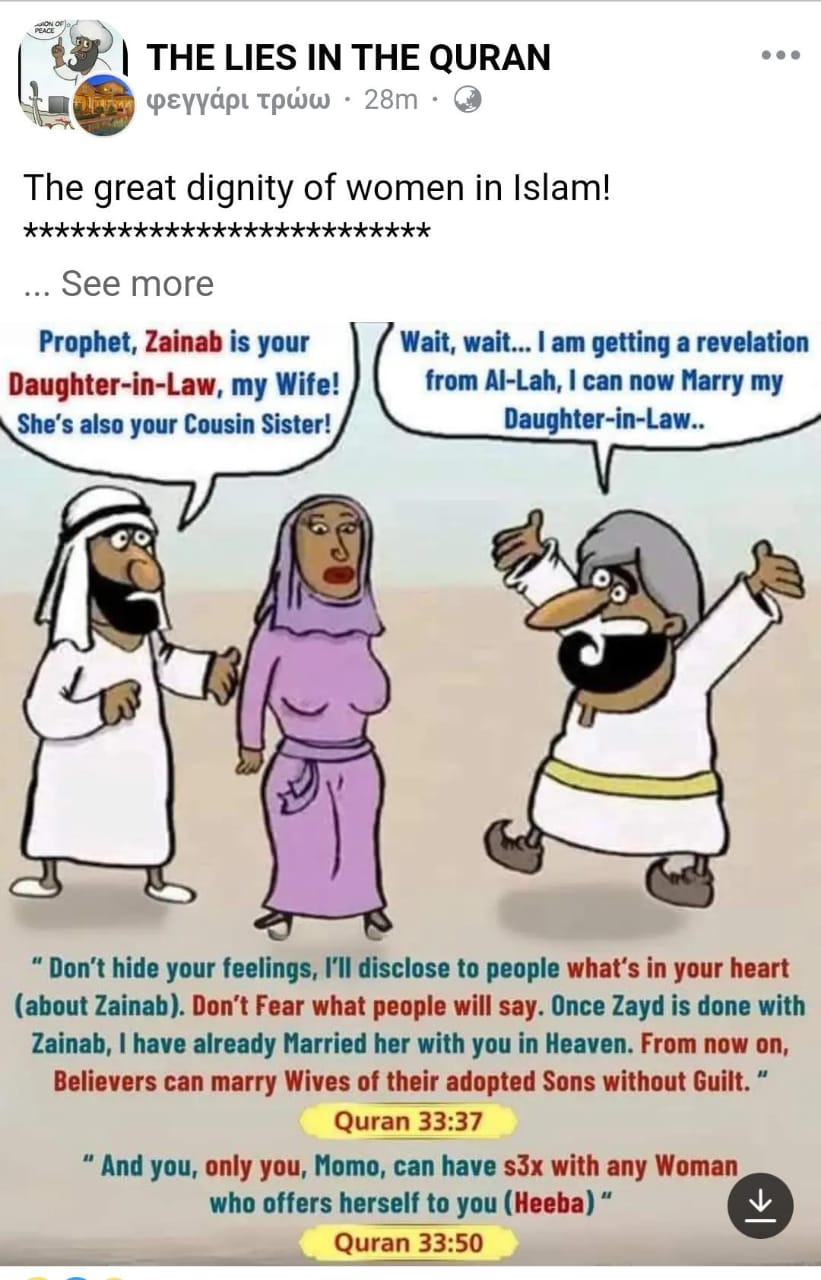 ION OF
PEACE
THE LIES IN THE QURAN
φεγγάρι τρώω · 28m ·
The great dignity of women in Islam!
**************************
... See more
Prophet, Zainab is your
Daughter-in-Law, my Wife!
She's also your Cousin Sister!
Wait, wait... I am getting a revelation
from Al-Lah, I can now Marry my
Daughter-in-Law..
“ Don't hide your feelings, I'll disclose to people what's in your heart
(about Zainab). Don't Fear what people will say. Once Zayd is done with
Zainab, I have already Married her with you in Heaven. From now on,
Believers can marry Wives of their adopted Sons without Guilt. ”
Quran 33:37
“ And you, only you, Momo, can have s3x with any Woman
who offers herself to you (Heeba) “
Quran 33:50